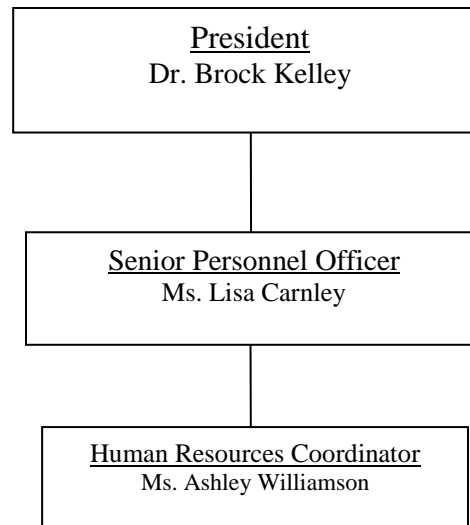 President
Dr. Brock Kelley
Senior Personnel Officer
Ms. Lisa Carnley
Human Resources Coordinator
Ms. Ashley Williamson